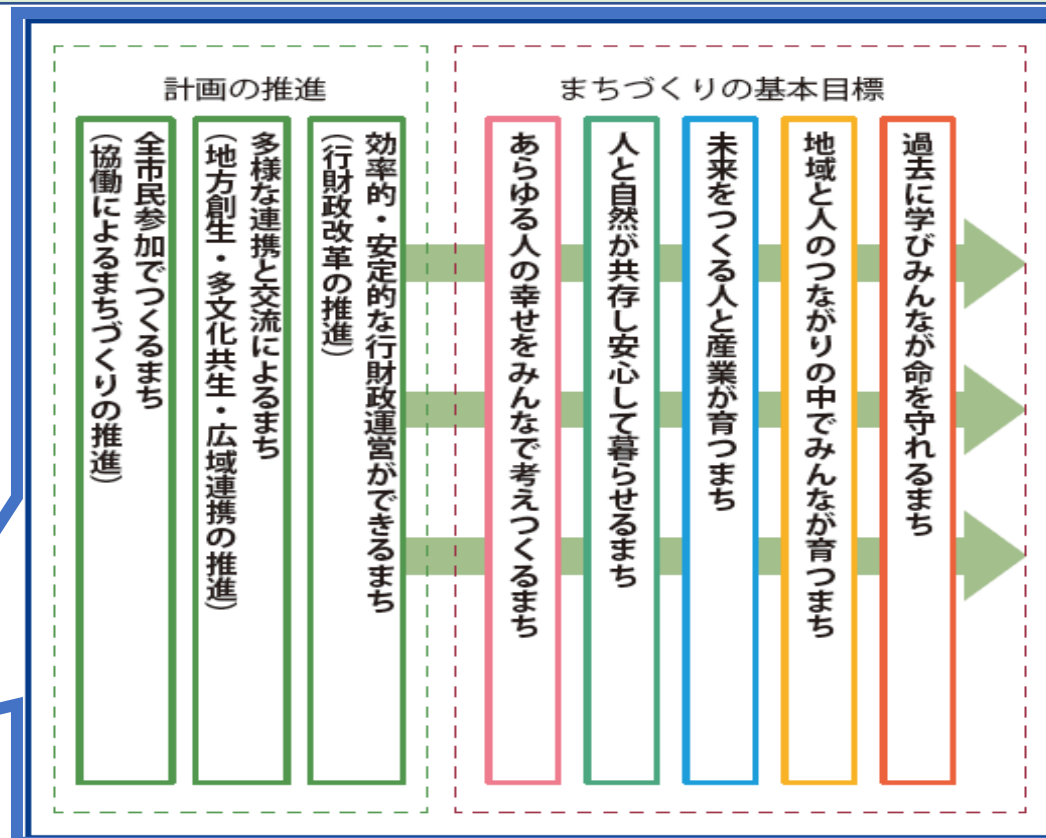 計画の推進
全市民参加でつくるまち
（協働によるまちづくりの推進）
多様な連携と交流によるまち
（地方創生・多文化共生・広域連携の推進）
効率的・安定的な行財政運営ができるまち
（行財政改革の推進）
まちづくりの基本目標
あらゆる人の幸せをみんなで考えつくるまち
人と自然が共存し安心して暮らせるまち
未来をつくる人と産業が育つまち
地域と人のつながりの中でみんなが育つまち
過去に学びみんなが命を守れるまち